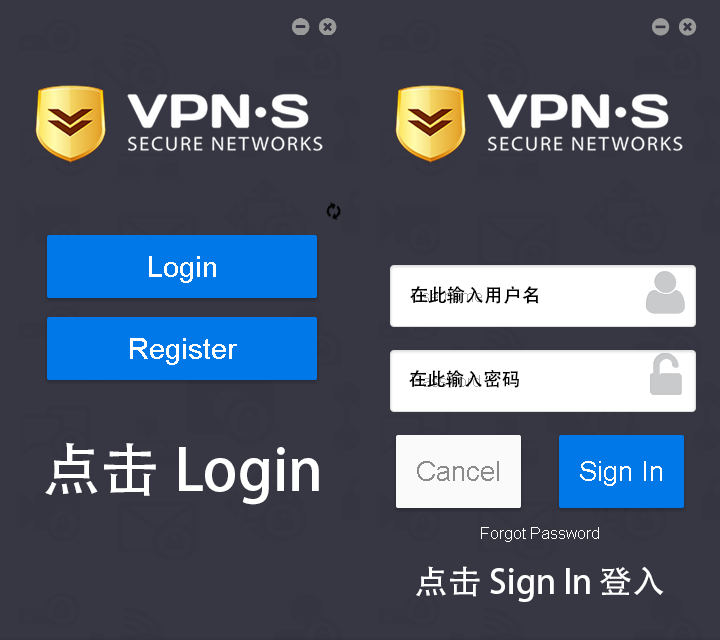 VPN·S
SECURE NETWORKS
Login
Register
点击 Login
VPN·S
SECURE NETWORKS
在此输入用户名
在此输入密码
Cancel
Sign In
Forgot Password
点击 Sign In 登入